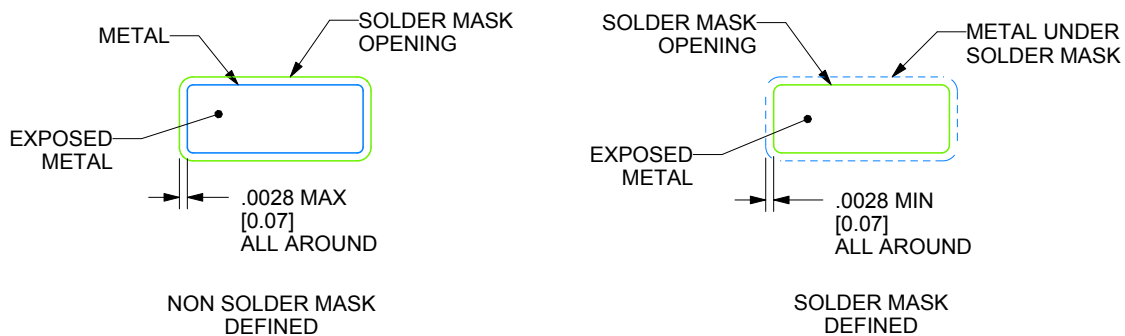 METAL
SOLDER MASK
OPENING
EXPOSED
METAL
.0028 MAX
[0.07]
ALL AROUND
NON SOLDER MASK
DEFINED
SOLDER MASK
OPENING
METAL UNDER
SOLDER MASK
EXPOSED
METAL
.0028 MIN
[0.07]
ALL AROUND
SOLDER MASK
DEFINED